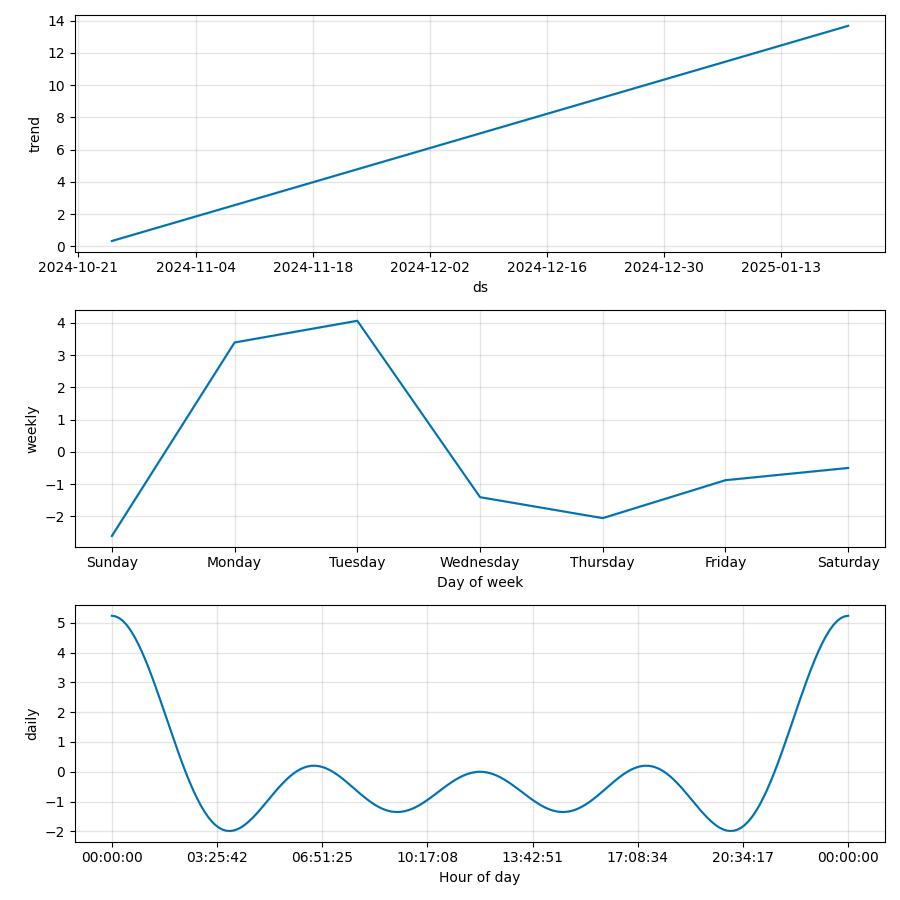 14
12
10
8
6
4
2
0
trend
2024-10-21 2024-11-04 2024-11-18 2024-12-02 2024-12-16 2024-12-30 2025-01-13
ds
4
3
2
1
0
−1
−2
weekly
Sunday Monday Tuesday Wednesday Thursday Friday Saturday
Day of week
5
4
3
2
1
0
−1
−2
daily
00:00:00 03:25:42 06:51:25 10:17:08 13:42:51 17:08:34 20:34:17 00:00:00
Hour of day